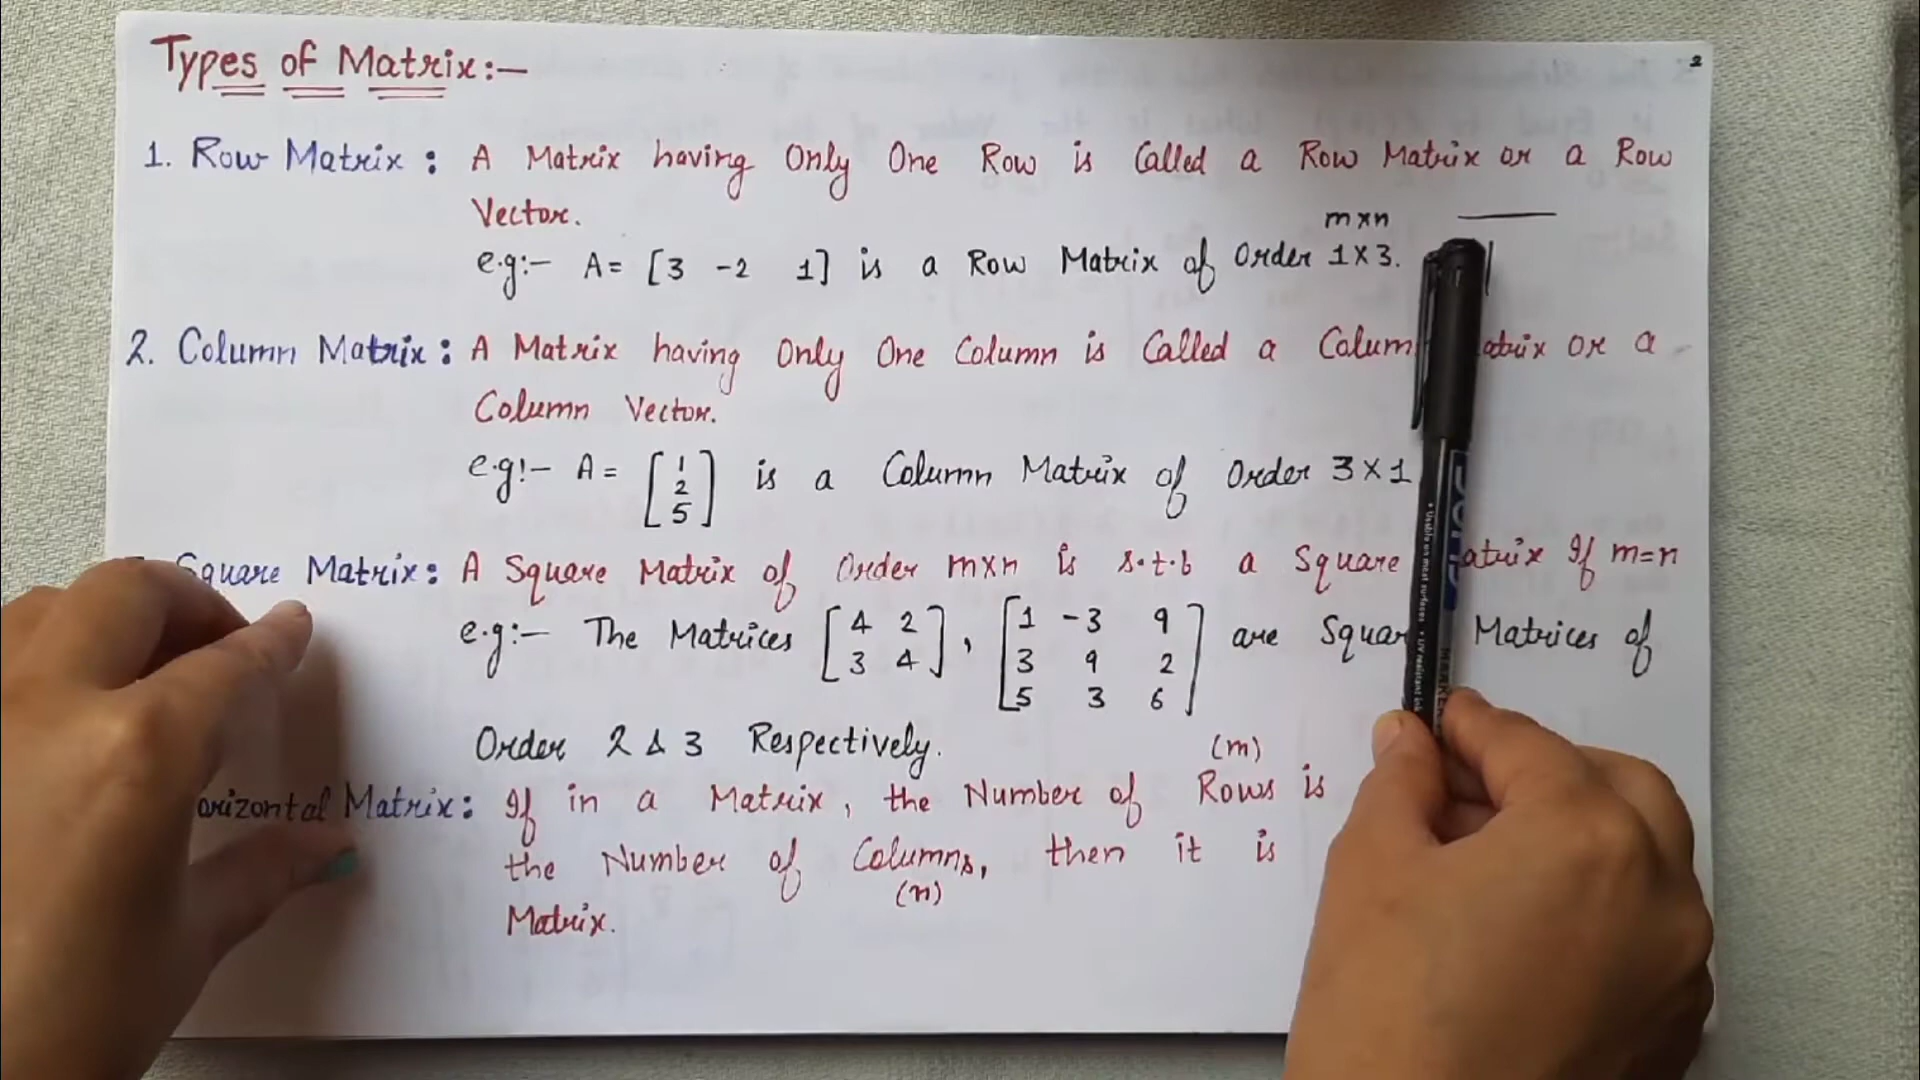 Types of Matrix:-
2
1. Row Matrix : A Matrix having Only One Row is Called a Row Matrix or a Row
Vector.
m×n
e.g:- A= [3 -2 1] is a Row Matrix of Order 1×3.
2. Column Matrix : A Matrix having Only One Column is Called a Colum atrix or a
Column Vector.
e.g!- A = [1 2 5] is a Column Matrix of Order 3×1
Square Matrix : A Square Matrix of Order m×n is s.t.b a Square atrix If m=n
e.g:- The Matrices [4 2
3 4], [1 -3 9
3 9 2
5 3 6] are Squar Matrices of
Order 2 & 3 Respectively.
(m)
orizontal Matrix : If in a Matrix, the Number of Rows is
the Number of Columns, then it is
(n)
Matrix.